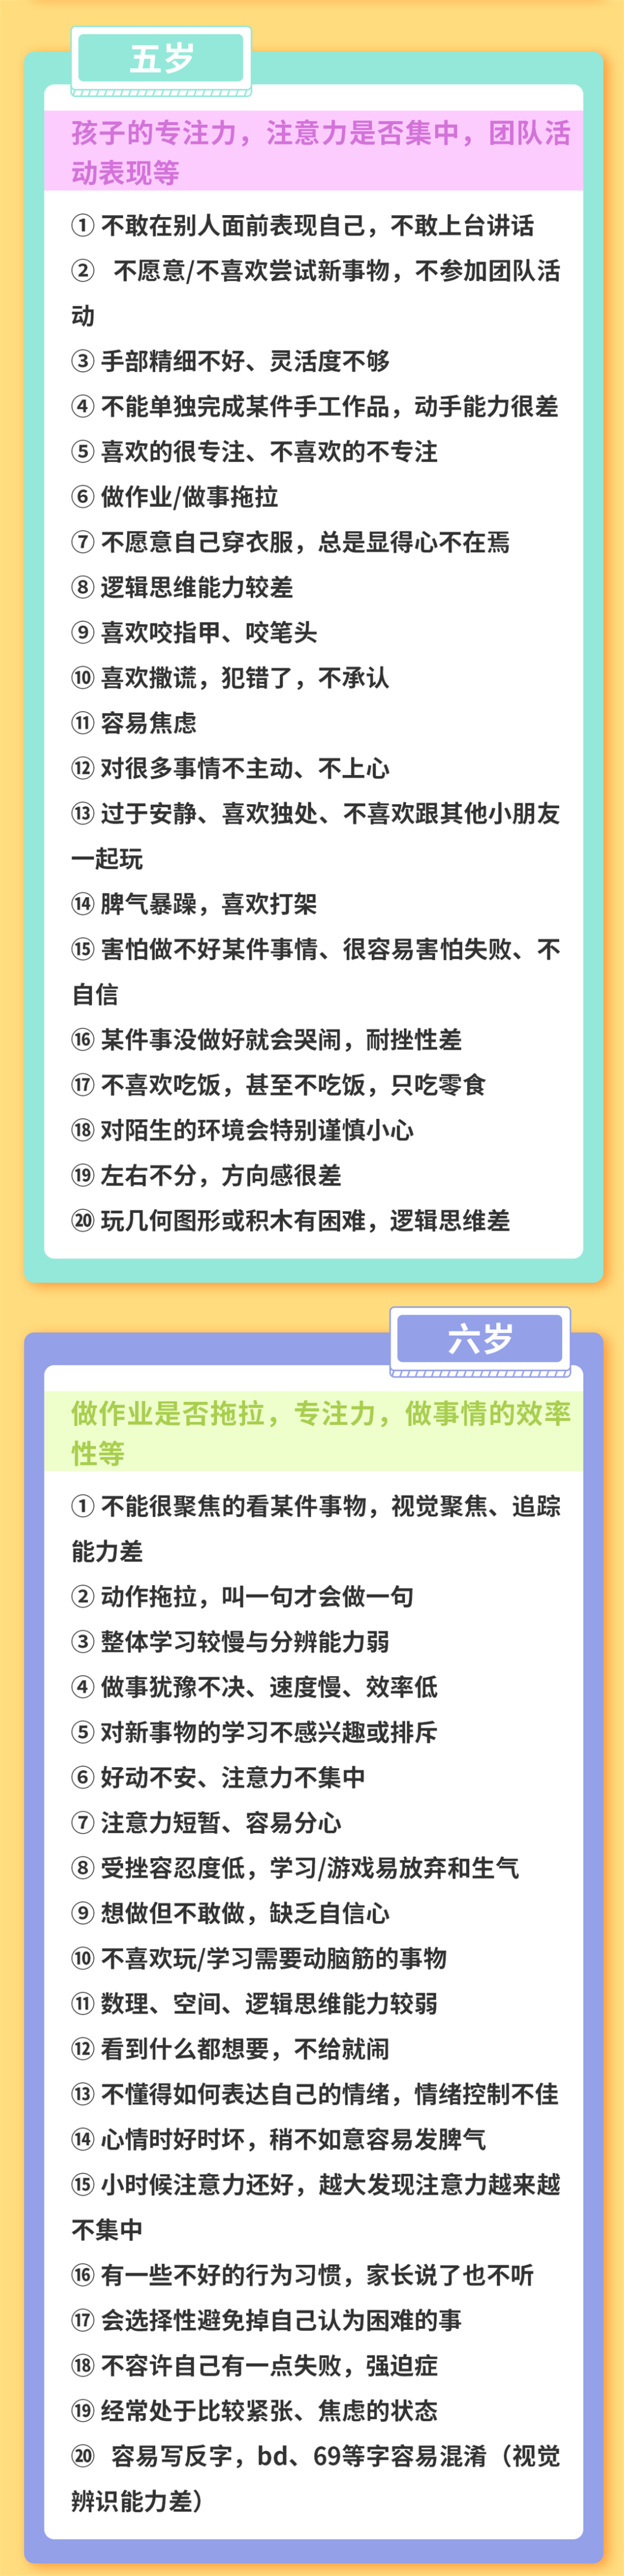 五岁
孩子的专注力，注意力是否集中，团队活
动表现等
① 不敢在别人面前表现自己，不敢上台讲话
② 不愿意/不喜欢尝试新事物，不参加团队活
动
③ 手部精细不好、灵活度不够
④ 不能单独完成某件手工作品，动手能力很差
⑤ 喜欢的很专注、不喜欢的不专注
⑥ 做作业/做事拖拉
⑦ 不愿意自己穿衣服，总是显得心不在焉
⑧ 逻辑思维能力较差
⑨ 喜欢咬指甲、咬笔头
⑩ 喜欢撒谎，犯错了，不承认
⑪ 容易焦虑
⑫ 对很多事情不主动、不上心
⑬ 过于安静、喜欢独处、不喜欢跟其他小朋友
一起玩
⑭ 脾气暴躁，喜欢打架
⑮ 害怕做不好某件事情、很容易害怕失败、不
自信
⑯ 某件事没做好就会哭闹，耐挫性差
⑰ 不喜欢吃饭，甚至不吃饭，只吃零食
⑱ 对陌生的环境会特别谨慎小心
⑲ 左右不分，方向感很差
⑳ 玩几何图形或积木有困难，逻辑思维差
六岁
做作业是否拖拉，专注力，做事情的效率
性等
① 不能很聚焦的看某件事物，视觉聚焦、追踪
能力差
② 动作拖拉，叫一句才会做一句
③ 整体学习较慢与分辨能力弱
④ 做事犹豫不决、速度慢、效率低
⑤ 对新事物的学习不感兴趣或排斥
⑥ 好动不安、注意力不集中
⑦ 注意力短暂、容易分心
⑧ 受挫容忍度低，学习/游戏易放弃和生气
⑨ 想做但不敢做，缺乏自信心
⑩ 不喜欢玩/学习需要动脑筋的事物
⑪ 数理、空间、逻辑思维能力较弱
⑫ 看到什么都想要，不给就闹
⑬ 不懂得如何表达自己的情绪，情绪控制不佳
⑭ 心情时好时坏，稍不如意容易发脾气
⑮ 小时候注意力还好，越大发现注意力越来越
不集中
⑯ 有一些不好的行为习惯，家长说了也不听
⑰ 会选择性避免掉自己认为困难的事
⑱ 不容许自己有一点失败，强迫症
⑲ 经常处于比较紧张、焦虑的状态
⑳ 容易写反字，bd、69等字容易混淆（视觉
辨识能力差）